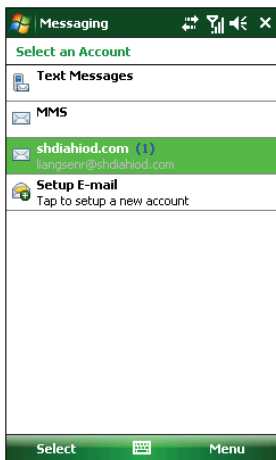 Messaging
Select an Account
Text Messages
MMS
shdiahiod.com (1)
liangsenr@shdiahiod.com
Setup E-mail
Tap to setup a new account
Select Menu